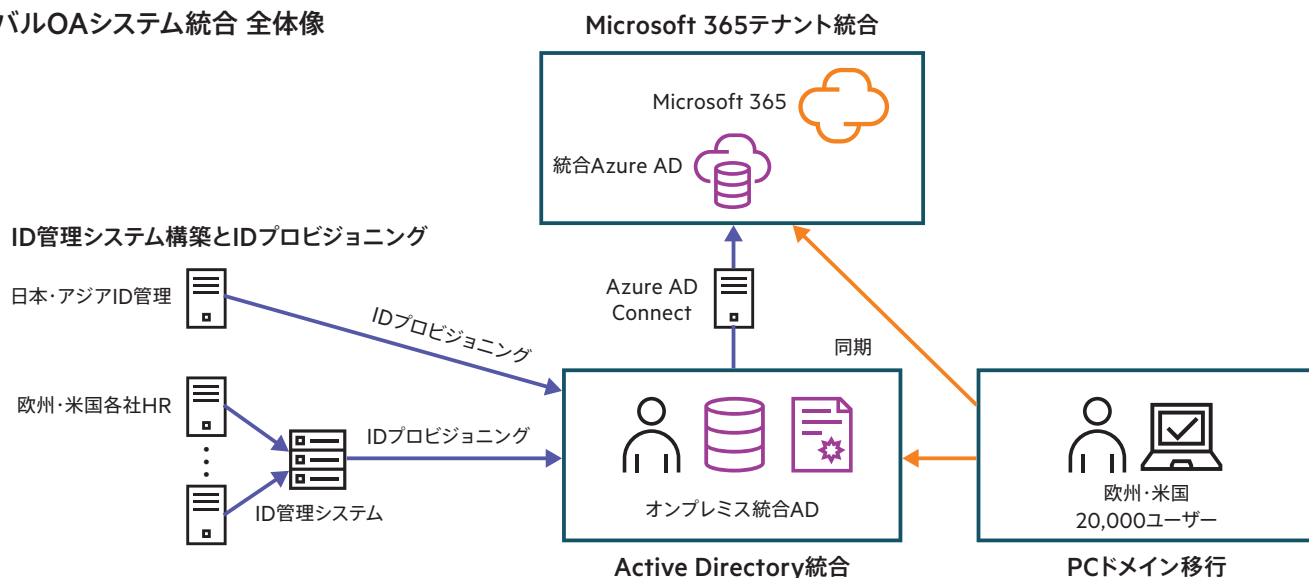 バルOAシステム統合 全体像
Microsoft 365テナント統合
Microsoft 365
統合Azure AD
ID管理システム構築とIDプロビジョニング
日本・アジアID管理
IDプロビジョニング
Azure AD
Connect
同期
欧州・米国各社HR
IDプロビジョニング
ID管理システム
オンプレミス統合AD
欧州・米国
20,000ユーザー
Active Directory統合
PCドメイン移行